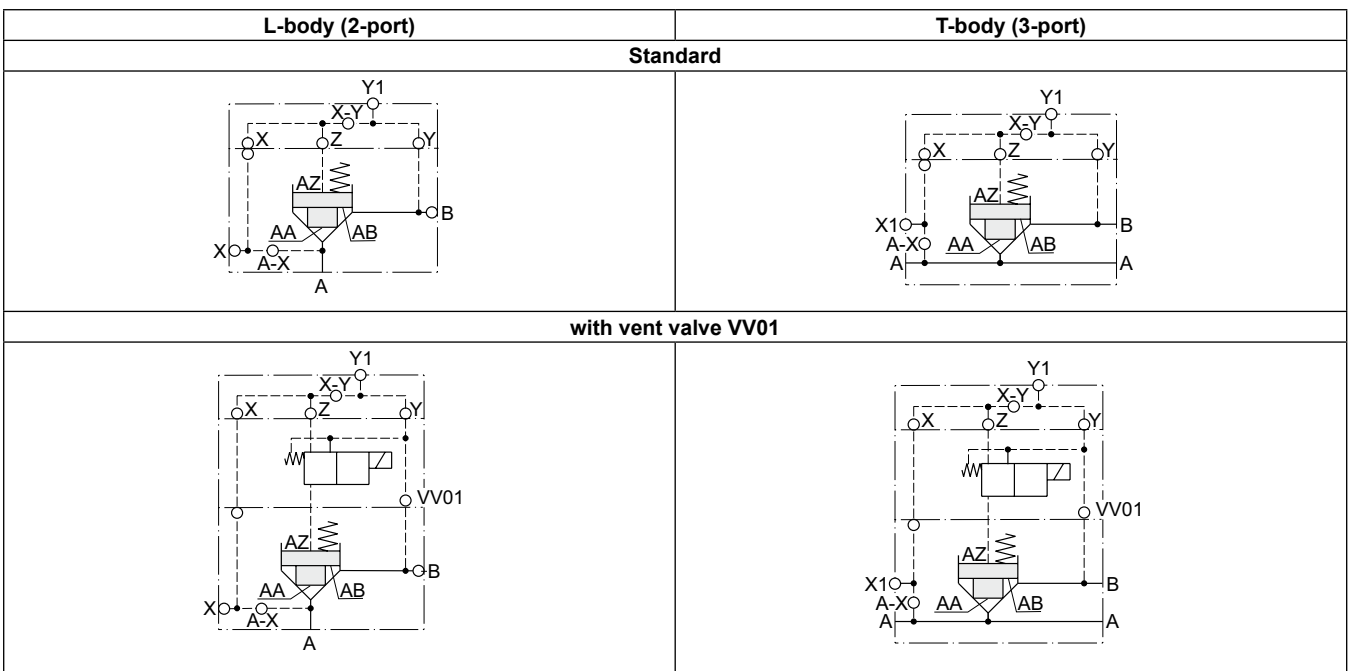 L-body (2-port) T-body (3-port)
Standard
Y1
X-Y
X Z Y
AZ
B
AA AB
X
A-X
A
Y1
X-Y
X Z Y
AZ
X1 B
A-X AA AB
A A
with vent valve VV01
Y1
X-Y
X Z Y
VV01
AZ
B
AA AB
X
A-X
A
Y1
X-Y
X Z Y
VV01
AZ
X1 B
A-X AA AB
A A